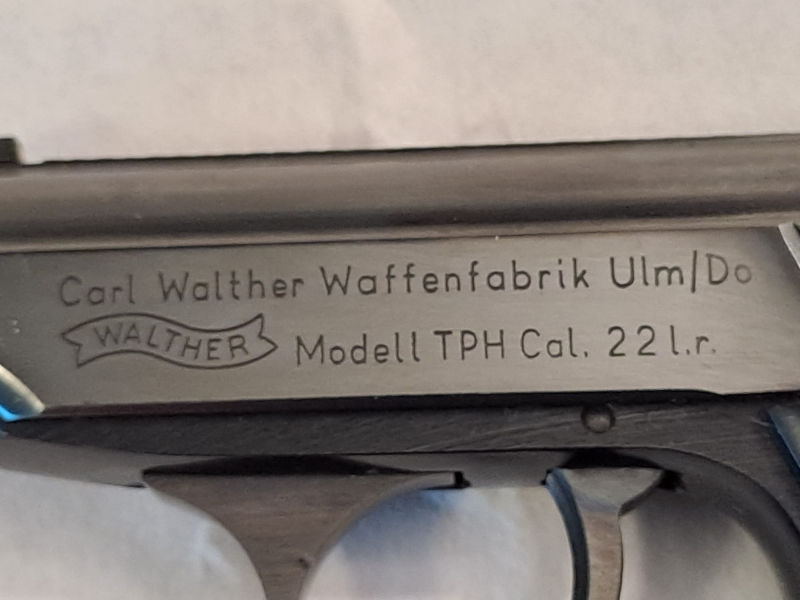 Carl Walther Waffenfabrik Ulm/Do
WALTHER Modell TPH Cal. 22 l.r.